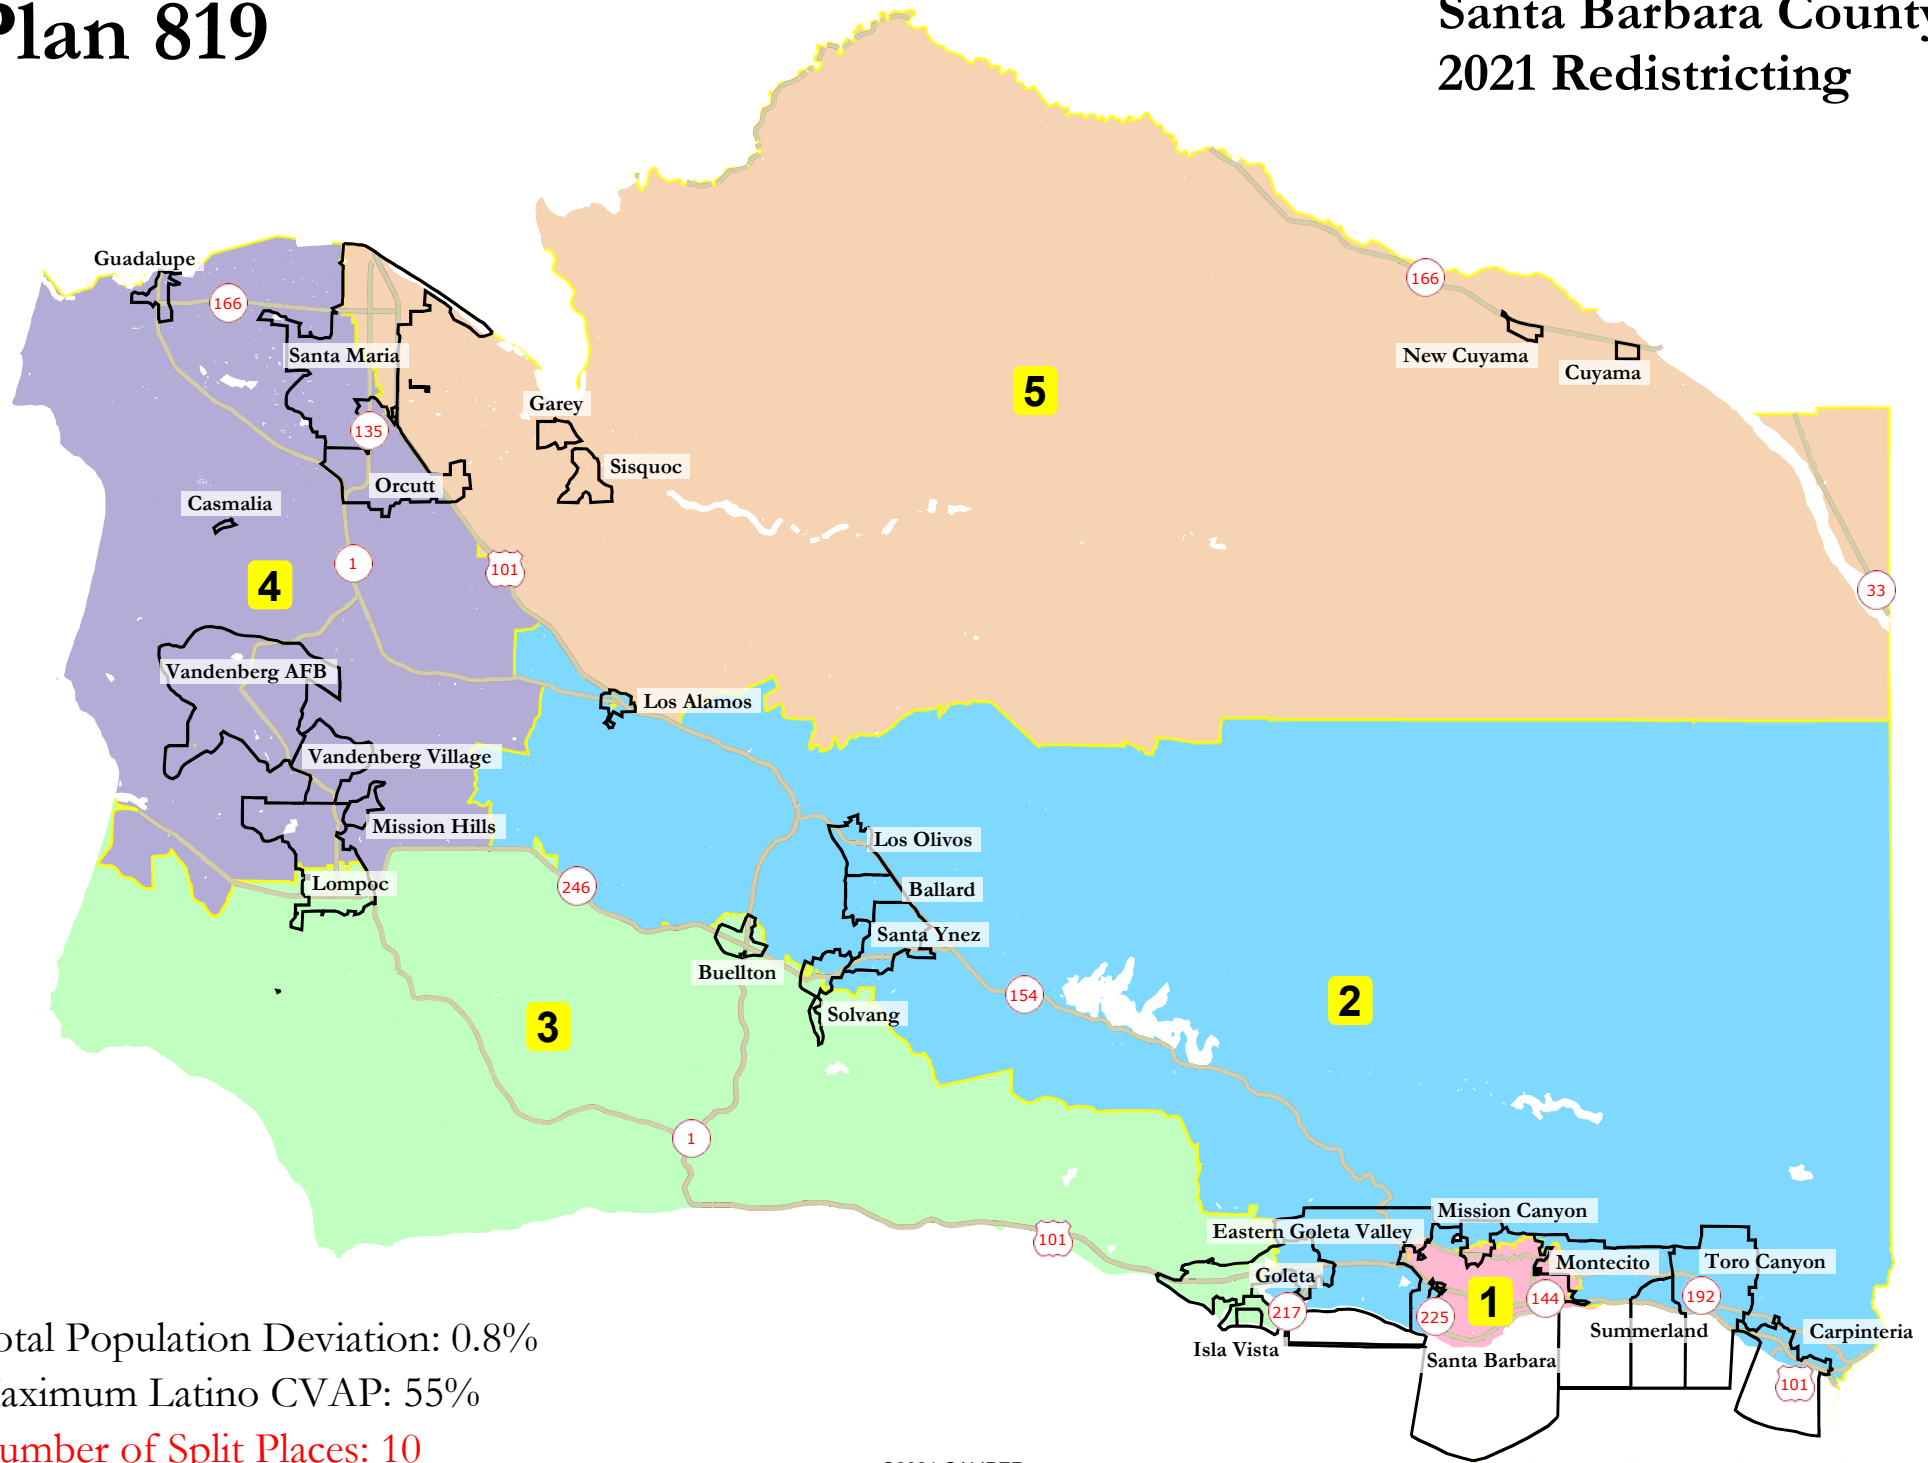 Plan 819
Santa Barbara County
2021 Redistricting
Guadalupe
166
Santa Maria
135
Orcutt
Casmalia
1
4
101
Garey
Sisquoc
5
166
New Cuyama
Cuyama
33
Vandenberg AFB
Los Alamos
Vandenberg Village
Mission Hills
Lompoc
246
Los Olivos
Ballard
Santa Ynez
Buellton
Solvang
154
2
3
1
101
Mission Canyon
Eastern Goleta Valley
Montecito
Toro Canyon
Goleta
217
225
1
144
192
Isla Vista
Santa Barbara
Summerland
Carpinteria
101
otal Population Deviation: 0.8%
aximum Latino CVAP: 55%
umber of Split Places: 10